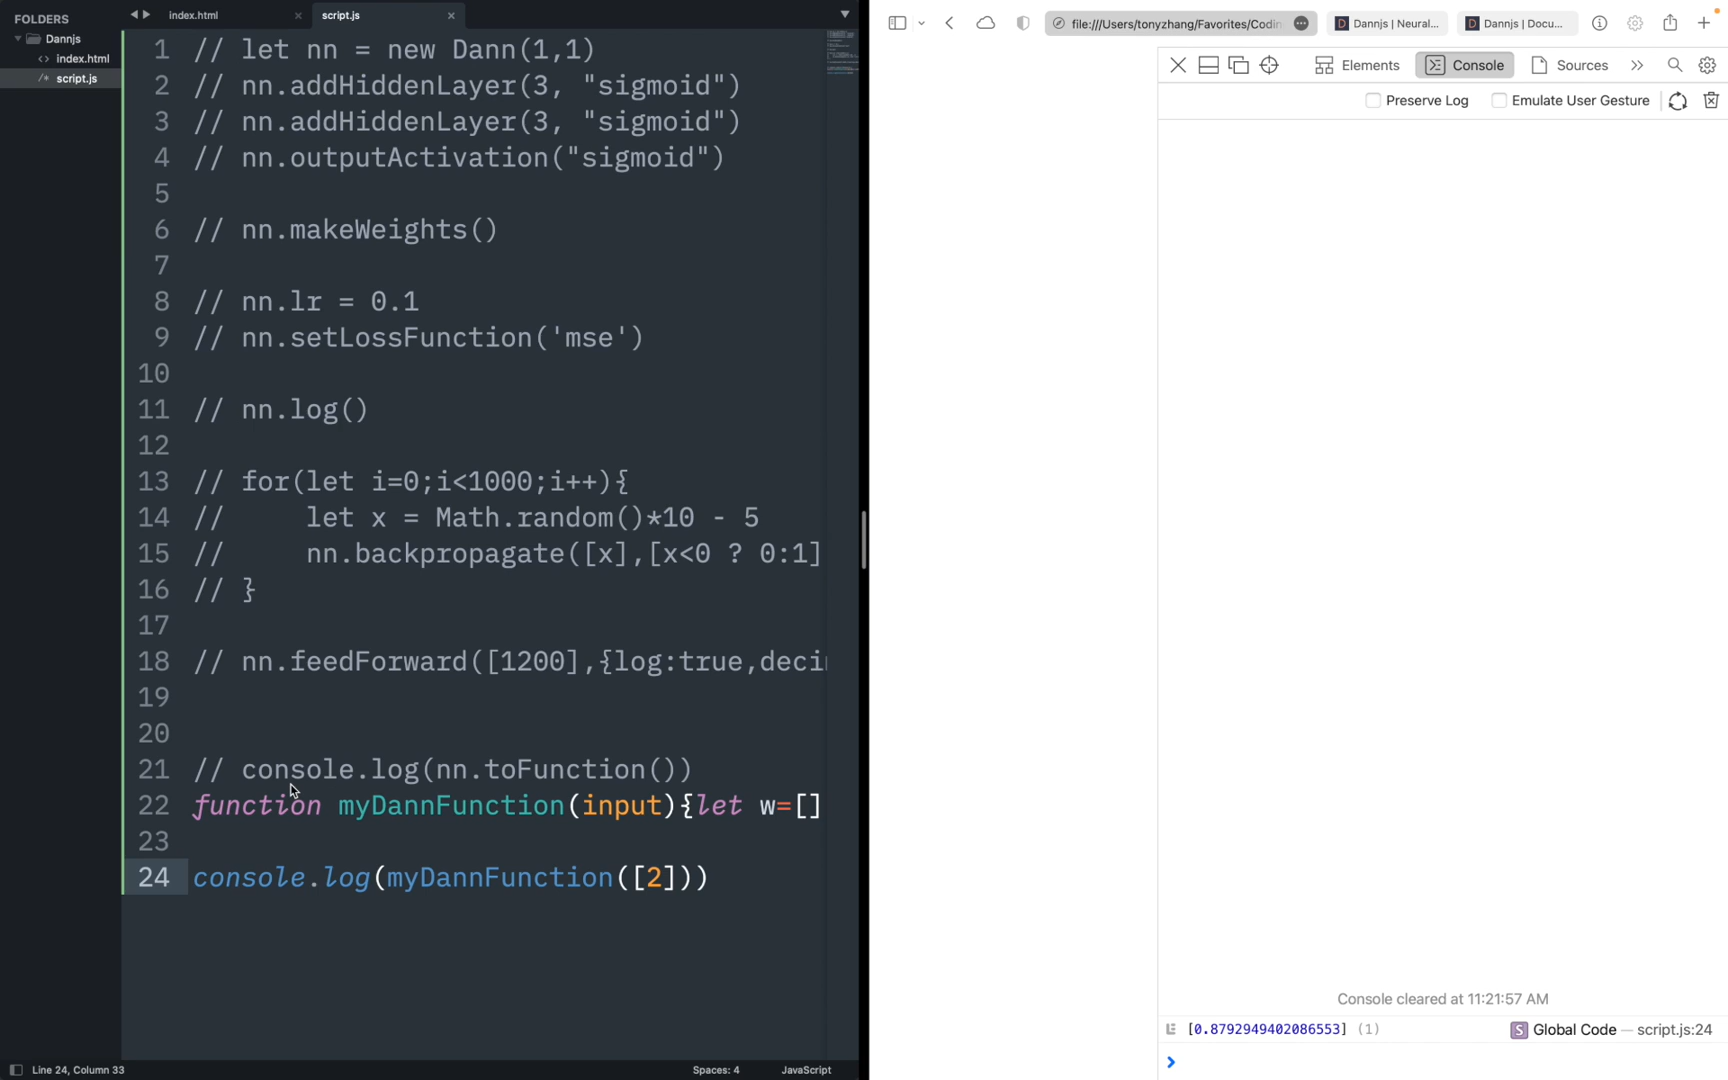 FOLDERS
Dannjs
<> index.html
/* script.js
index.html ×
script.js ×
1 // let nn = new Dann(1,1)
2 // nn.addHiddenLayer(3, "sigmoid")
3 // nn.addHiddenLayer(3, "sigmoid")
4 // nn.outputActivation("sigmoid")
5
6 // nn.makeWeights()
7
8 // nn.lr = 0.1
9 // nn.setLossFunction('mse')
10
11 // nn.log()
12
13 // for(let i=0;i<1000;i++){
14 //     let x = Math.random()*10 - 5
15 //     nn.backpropagate([x],[x<0 ? 0:1]
16 // }
17
18 // nn.feedForward([1200],{log:true,deci
19
20
21 // console.log(nn.toFunction())
22 function myDannFunction(input){let w=[]
23
24 console.log(myDannFunction([2]))
Line 24, Column 33
Spaces: 4
JavaScript
file:///Users/tonyzhang/Favorites/Codin
Dannjs | Neural...
Dannjs | Docu...
Elements
Console
Sources
Preserve Log
Emulate User Gesture
Console cleared at 11:21:57 AM
[0.8792949402086553] (1)
S Global Code — script.js:24